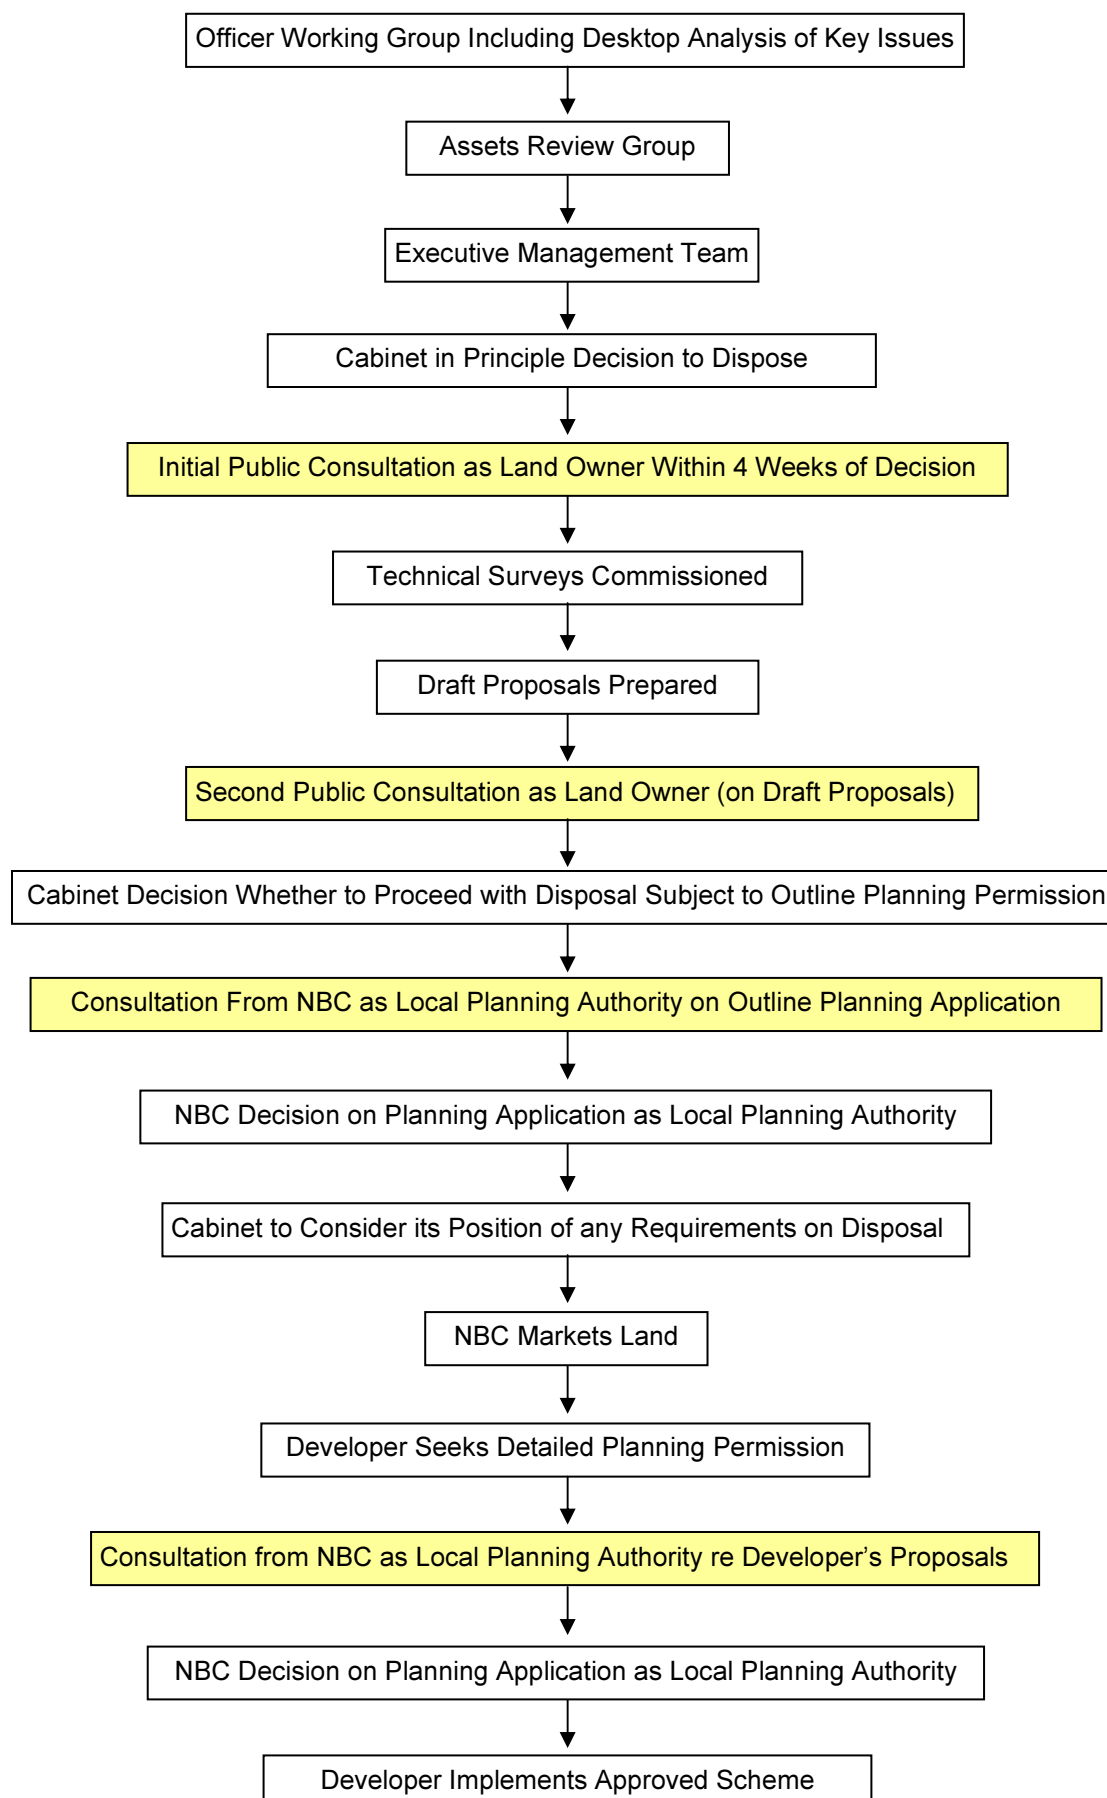 Officer Working Group Including Desktop Analysis of Key Issues
Assets Review Group
Executive Management Team
Cabinet in Principle Decision to Dispose
Initial Public Consultation as Land Owner Within 4 Weeks of Decision
Technical Surveys Commissioned
Draft Proposals Prepared
Second Public Consultation as Land Owner (on Draft Proposals)
Cabinet Decision Whether to Proceed with Disposal Subject to Outline Planning Permission
Consultation From NBC as Local Planning Authority on Outline Planning Application
NBC Decision on Planning Application as Local Planning Authority
Cabinet to Consider its Position of any Requirements on Disposal
NBC Markets Land
Developer Seeks Detailed Planning Permission
Consultation from NBC as Local Planning Authority re Developer’s Proposals
NBC Decision on Planning Application as Local Planning Authority
Developer Implements Approved Scheme